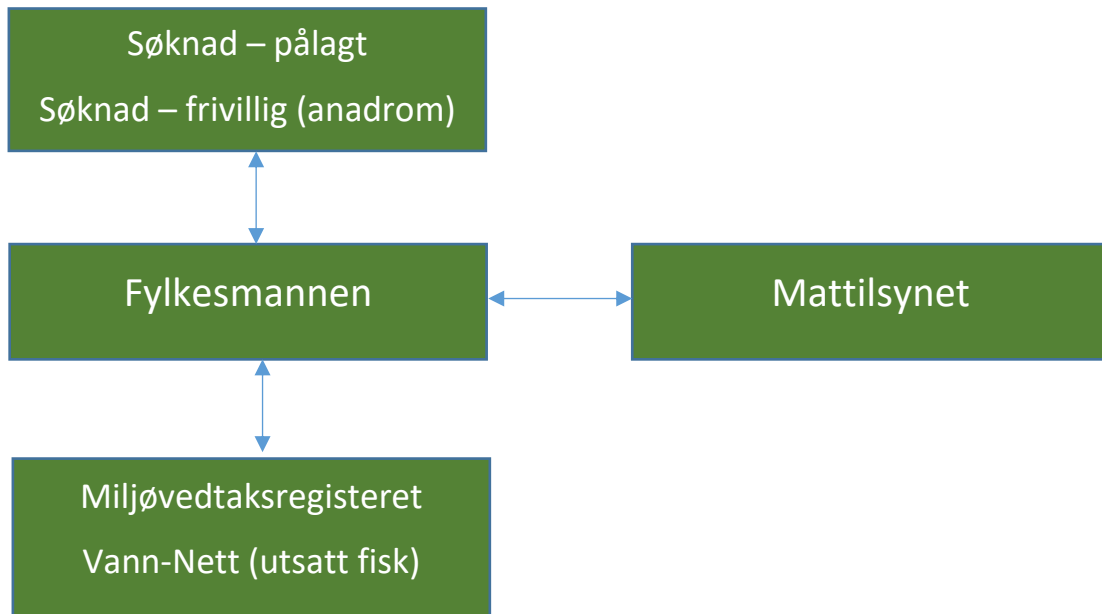 Søknad – pålagt
Søknad – frivillig (anadrom)
Fylkesmannen
Mattilsynet
Miljøvedtaksregisteret
Vann-Nett (utsatt fisk)